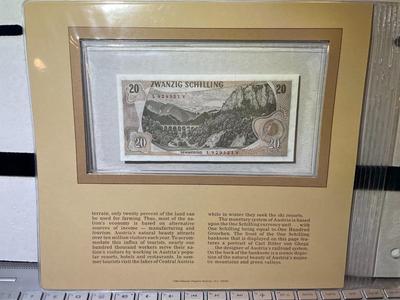 ZWANZIG SCHILLING
20
20
L 929321 V
20
SEMMERING
L 929321 V
20
terrain, only twenty percent of the land can
be used for farming. Thus, most of the na-
tion's economy is based on alternative
sources of income — manufacturing and
tourism. Austria's natural beauty attracts
over ten million visitors each year. To accom-
modate this influx of tourists, nearly one
hundred thousand workers serve their na-
tion's visitors by working in Austria's popu-
lar resorts, hotels and restaurants. In sum-
mer tourists visit the lakes of Central Austria
while in winter they seek the ski resorts.
The monetary system of Austria is based
upon the One Schilling currency unit . . . with
One Schilling being equal to One Hundred
Groschen. The front of the One Schilling
banknote that is displayed on this page fea-
tures a portrait of Carl Ritter von Ghega
. . . the designer of Austria's railroad system.
On the back of the banknote is a scenic depic-
tion of the natural beauty of Austria's major
mountains and green valleys.